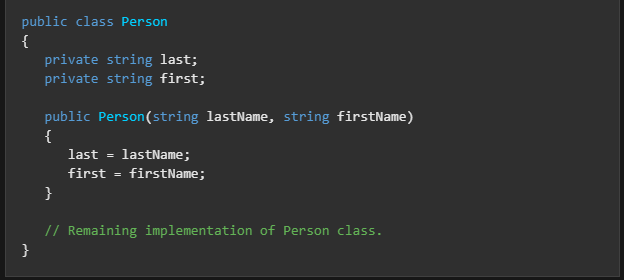 public class Person
{
private string last;
private string first;
public Person(string lastName, string firstName)
{
last = lastName;
first = firstName;
}
// Remaining implementation of Person class.
}